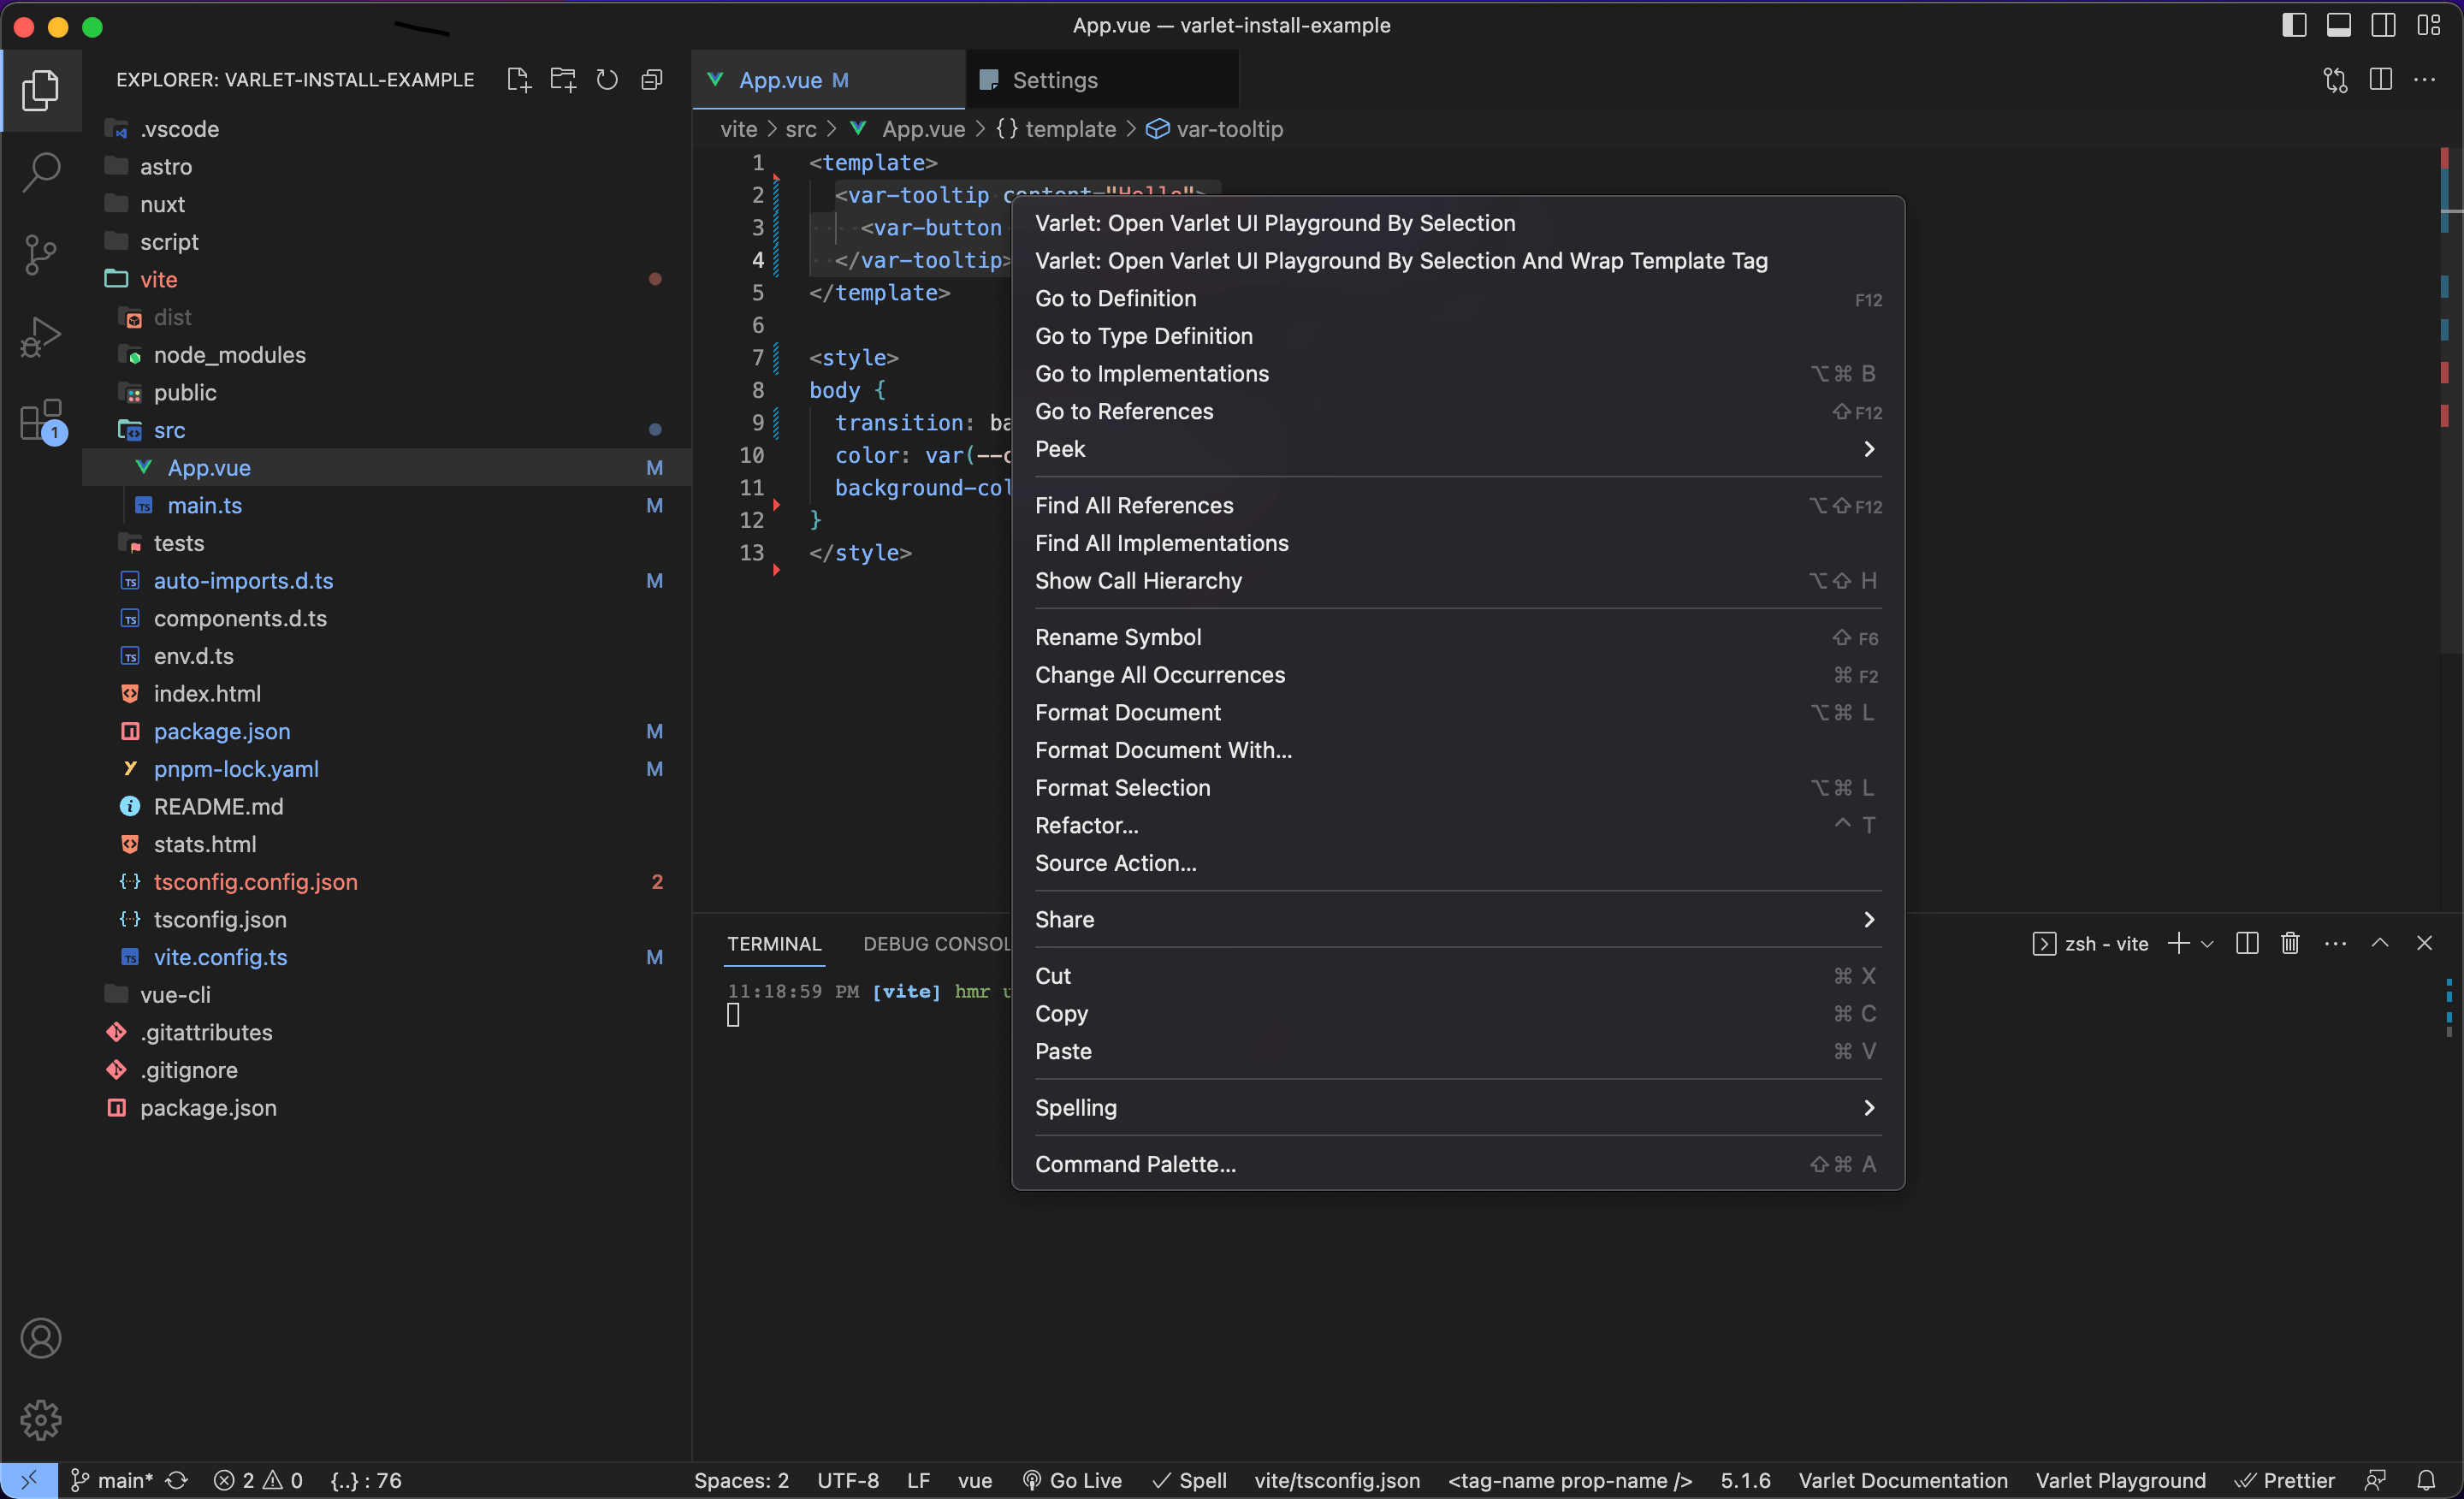 App.vue — varlet-install-example
EXPLORER: VARLET-INSTALL-EXAMPLE
.vscode
astro
nuxt
script
vite
dist
node_modules
public
src
App.vue M
main.ts M
tests
auto-imports.d.ts M
components.d.ts
env.d.ts
index.html
package.json M
pnpm-lock.yaml M
README.md
stats.html
tsconfig.config.json 2
tsconfig.json
vite.config.ts M
vue-cli
.gitattributes
.gitignore
package.json
1
App.vue M
Settings
vite > src > App.vue > {} template > var-tooltip
1 <template>
2 <var-tooltip content="Hello">
3 <var-button
4 </var-tooltip>
5 </template>
6
7 <style>
8 body {
9 transition: ba
10 color: var(--c
11 background-col
12 }
13 </style>
Varlet: Open Varlet UI Playground By Selection
Varlet: Open Varlet UI Playground By Selection And Wrap Template Tag
Go to Definition F12
Go to Type Definition
Go to Implementations ⌥⌘ B
Go to References ⇧F12
Peek
Find All References ⌥⇧F12
Find All Implementations
Show Call Hierarchy ⌥⇧ H
Rename Symbol ⇧ F6
Change All Occurrences ⌘ F2
Format Document ⌥⌘ L
Format Document With...
Format Selection ⌥⌘ L
Refactor... ^ T
Source Action...
Share
Cut ⌘ X
Copy ⌘ C
Paste ⌘ V
Spelling
Command Palette... ⇧⌘ A
TERMINAL DEBUG CONSOL
zsh - vite
11:18:59 PM [vite] hmr u
main* 2 0 {..} : 76
Spaces: 2 UTF-8 LF vue Go Live Spell vite/tsconfig.json <tag-name prop-name /> 5.1.6 Varlet Documentation Varlet Playground Prettier